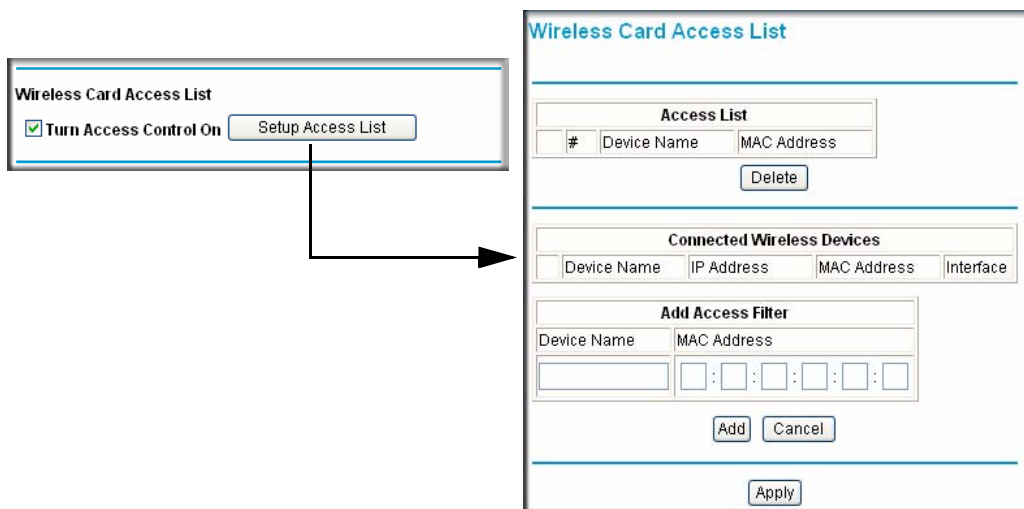 Wireless Card Access List
Turn Access Control On Setup Access List
Wireless Card Access List
Access List
# Device Name MAC Address
Delete
Connected Wireless Devices
Device Name IP Address MAC Address Interface
Add Access Filter
Device Name MAC Address
: : : : :
Add Cancel
Apply